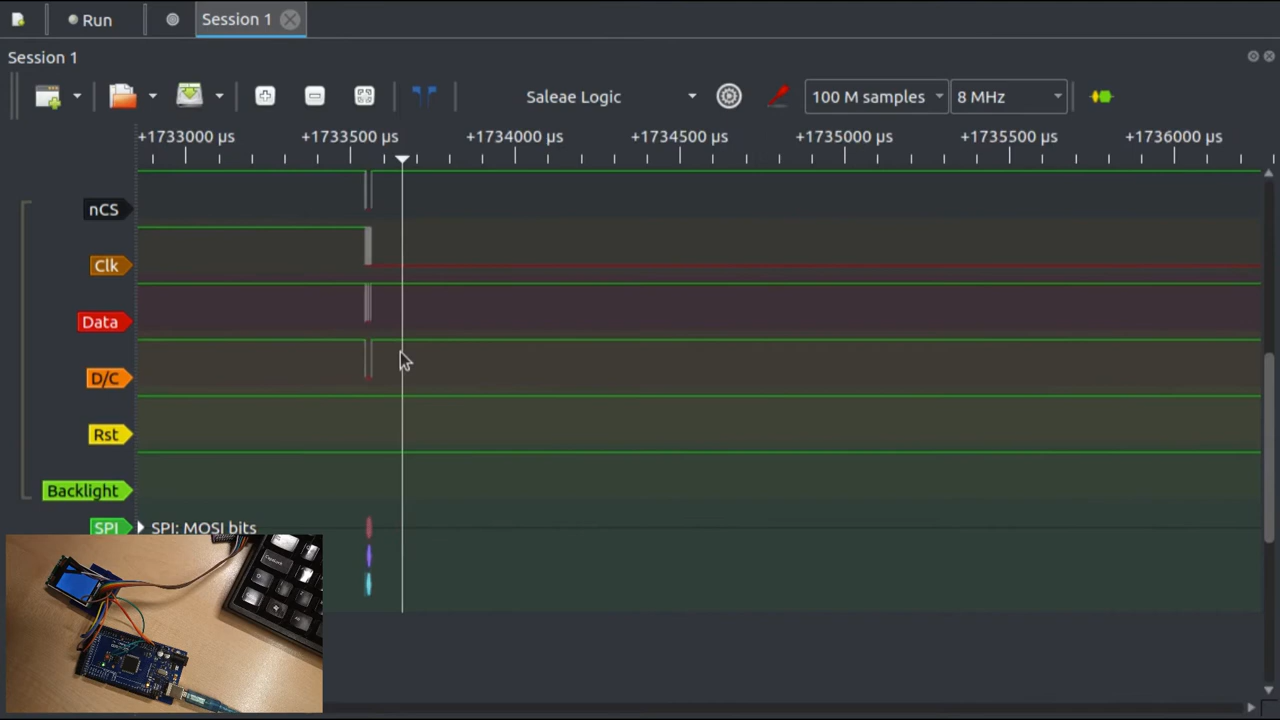 Run
Session 1
Session 1
Saleae Logic
100 M samples
8 MHz
+1733000 µs +1733500 µs +1734000 µs +1734500 µs +1735000 µs +1735500 µs +1736000 µs
nCS
Clk
Data
D/C
Rst
Backlight
SPI SPI: MOSI bits